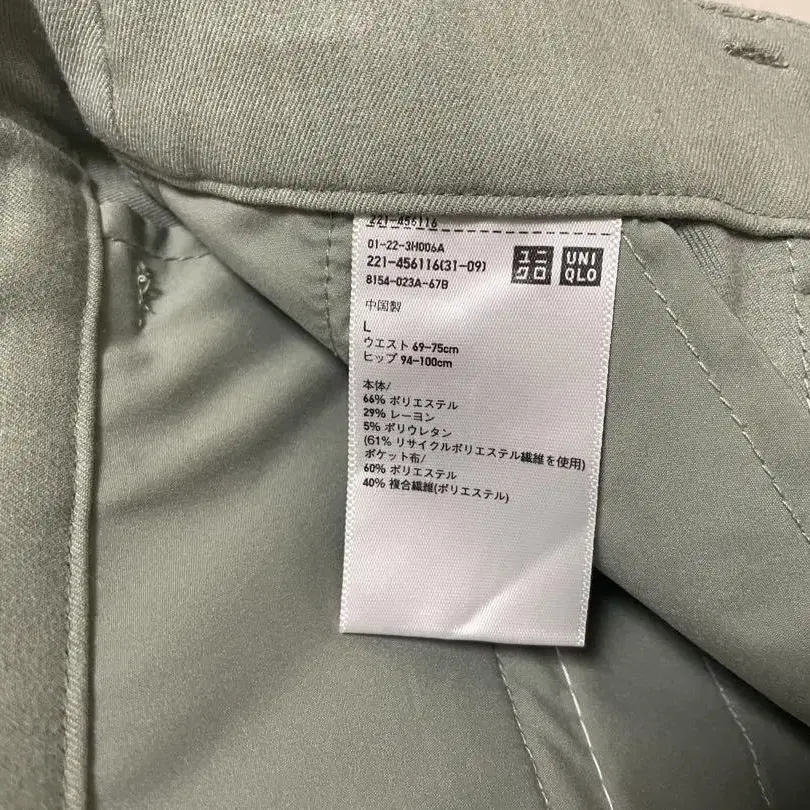 221-456116
01-22-3H006A
221-456116(31-09)
8154-023A-67B
ユニ
クロ
UNI
QLO
中国製
L
ウエスト 69-75cm
ヒップ 94-100cm
本体/
66% ポリエステル
29% レーヨン
5% ポリウレタン
(61% リサイクルポリエステル繊維を使用)
ポケット布/
60% ポリエステル
40% 複合繊維(ポリエステル)